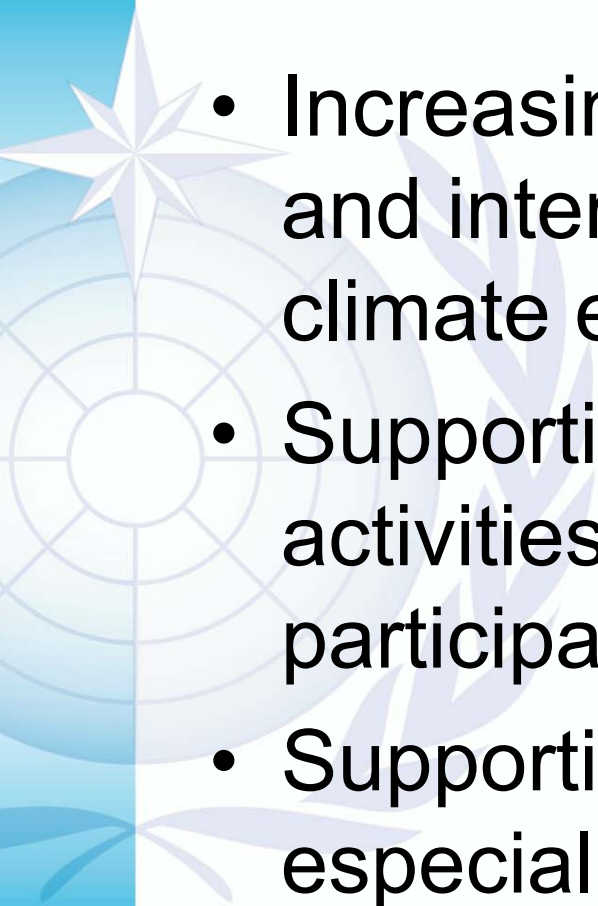 • Increasin
and inter
climate e
• Supporti
activities
participa
• Supporti
especial